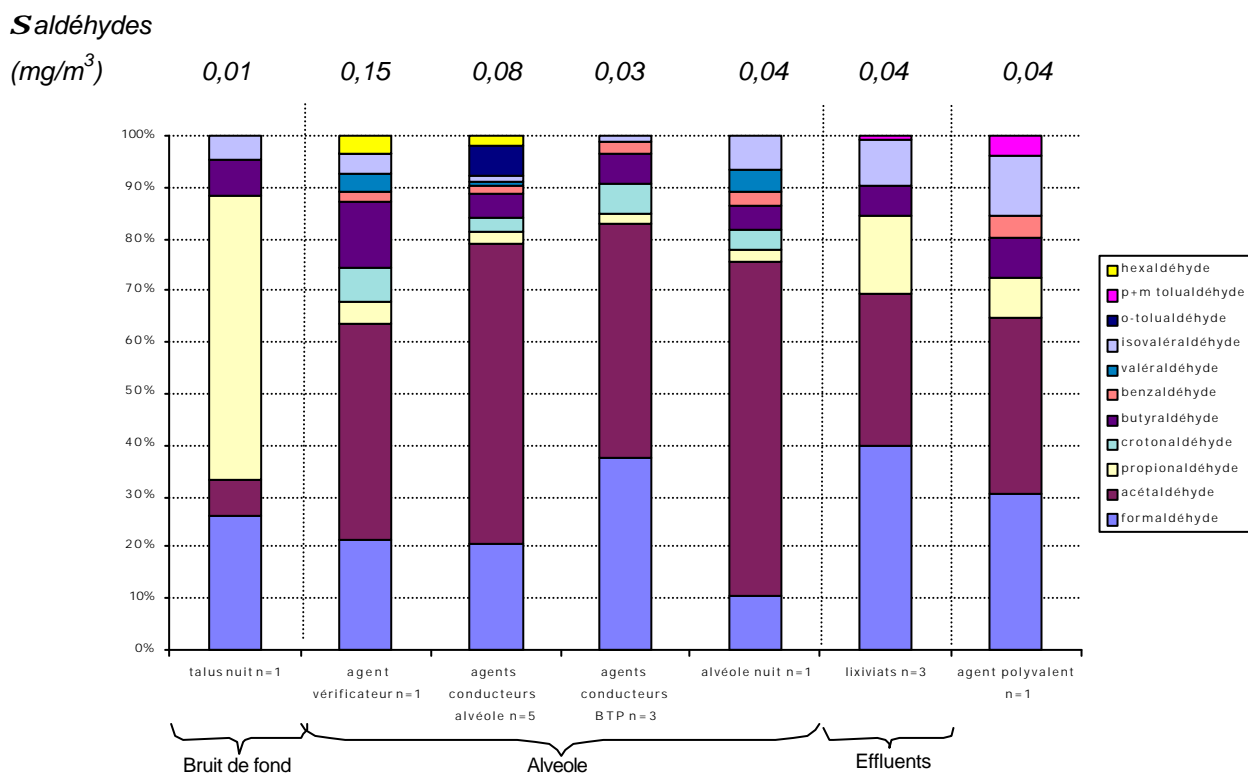 S aldéhydes
(mg/m3) 0,01 0,15 0,08 0,03 0,04 0,04 0,04
100%
90%
80%
70%
60%
50%
40%
30%
20%
10%
0%
hexaldéhyde
p+m tolualdéhyde
o-tolualdéhyde
isovaléraldéhyde
valéraldéhyde
benzaldéhyde
butyraldéhyde
crotonaldéhyde
propionaldéhyde
acétaldéhyde
formaldéhyde
talus nuit n=1
agent
vérificateur n=1
agents
conducteurs
alvéole n=5
agents
conducteurs
BTP n=3
alvéole nuit n=1
lixiviats n=3
agent polyvalent
n=1
Bruit de fond
Alveole
Effluents